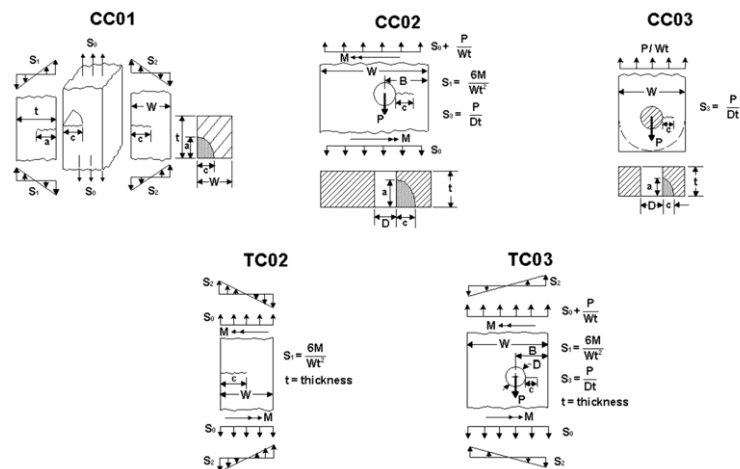 CC01
S₀
S₁
S₂
t
W
a
c
c
t
a
c
W
S₁
S₀
S₂
CC02
S₀ + P/Wt
M
W
B
S₁ = 6M/Wt²
c
S₃ = P/Dt
P
M
S₀
a
t
D
c
CC03
P/ Wt
W
S₃ = P/Dt
c
P
a
t
D
c
TC02
S₂
S₀
M
S₁ = 6M/Wt²
t = thickness
c
W
M
S₀
S₂
TC03
S₂
S₀ + P/Wt
M
W
S₁ = 6M/Wt²
B
D
S₃ = P/Dt
c
P
t = thickness
M
S₀
S₂